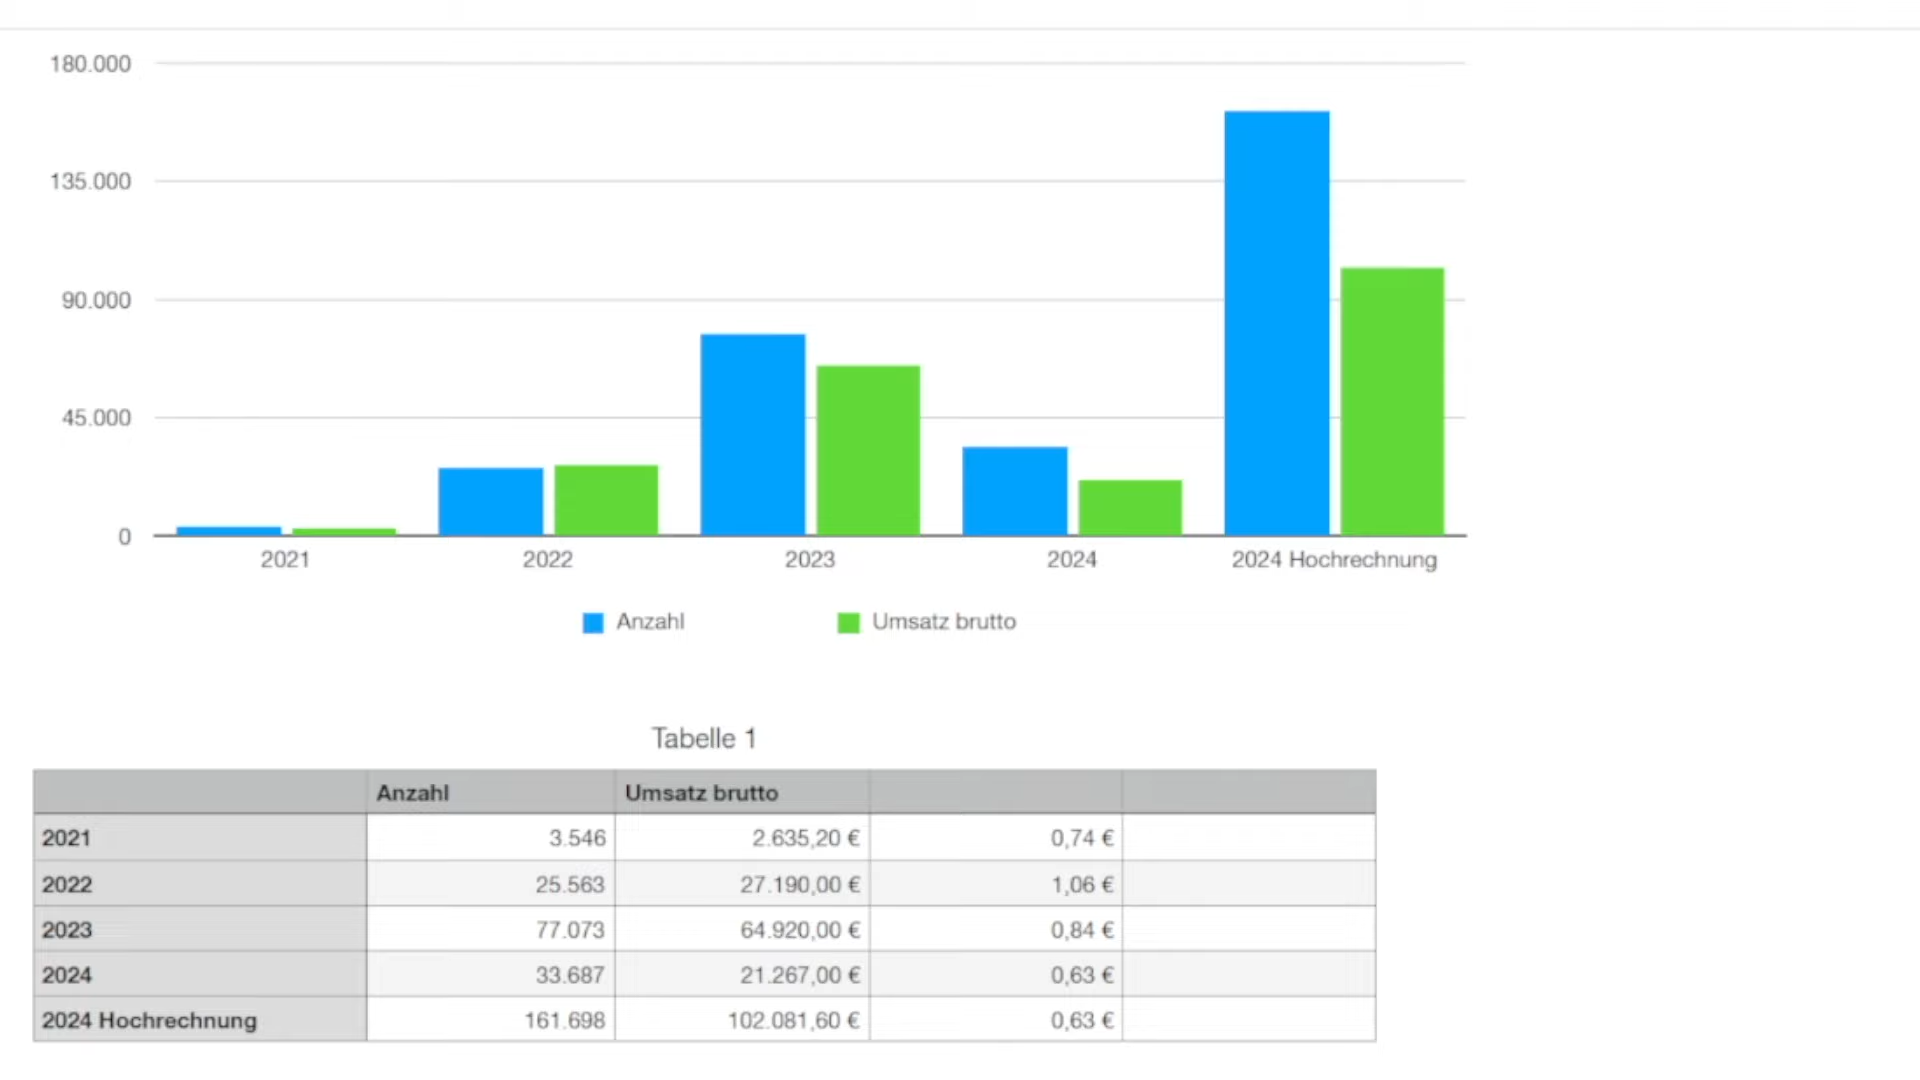 180.000
135.000
90.000
45.000
0
2021 2022 2023 2024 2024 Hochrechnung
Anzahl Umsatz brutto
Tabelle 1
Anzahl Umsatz brutto
2021 3.546 2.635,20 € 0,74 €
2022 25.563 27.190,00 € 1,06 €
2023 77.073 64.920,00 € 0,84 €
2024 33.687 21.267,00 € 0,63 €
2024 Hochrechnung 161.698 102.081,60 € 0,63 €